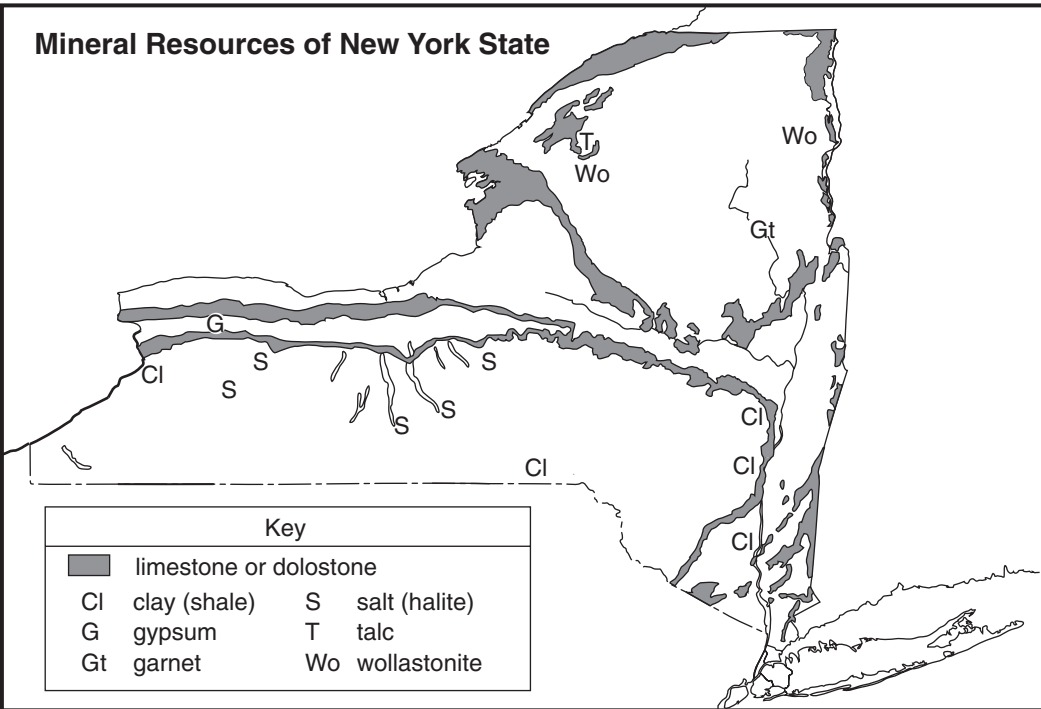 Mineral Resources of New York State
T
Wo
Wo
Gt
G
S
Cl
S
S
S
S
Cl
Cl
Cl
Cl
Key
limestone or dolostone
Cl clay (shale) S salt (halite)
G gypsum T talc
Gt garnet Wo wollastonite